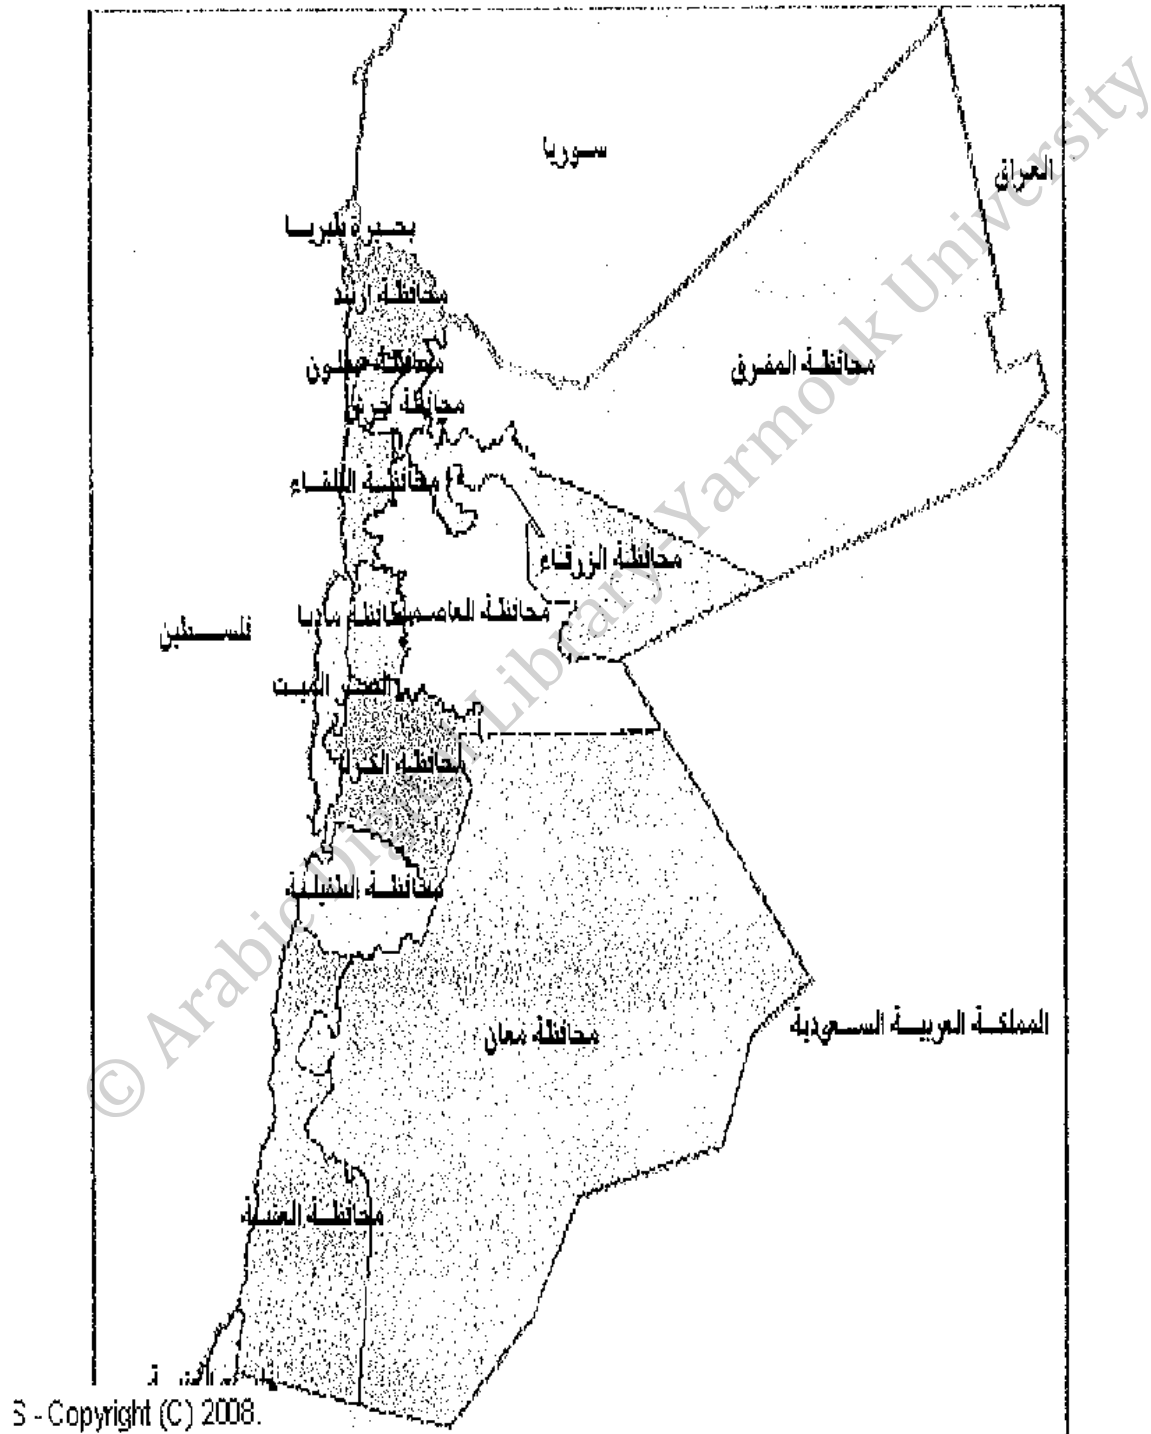 سوريا
العراق
بحيرة طبريا
محافظة اربد
محافظة عجلون
محافظة المفرق
محافظة جرش
محافظة البلقاء
محافظة الزرقاء
محافظة العاصمة
محافظة مادبا
فلسطين
البحر الميت
محافظة الكرك
محافظة الطفيلة
المملكة العربية السعودية
محافظة معان
محافظة العقبة
S - Copyright (C) 2008.
© Arabic Digital Library-Yarmouk University